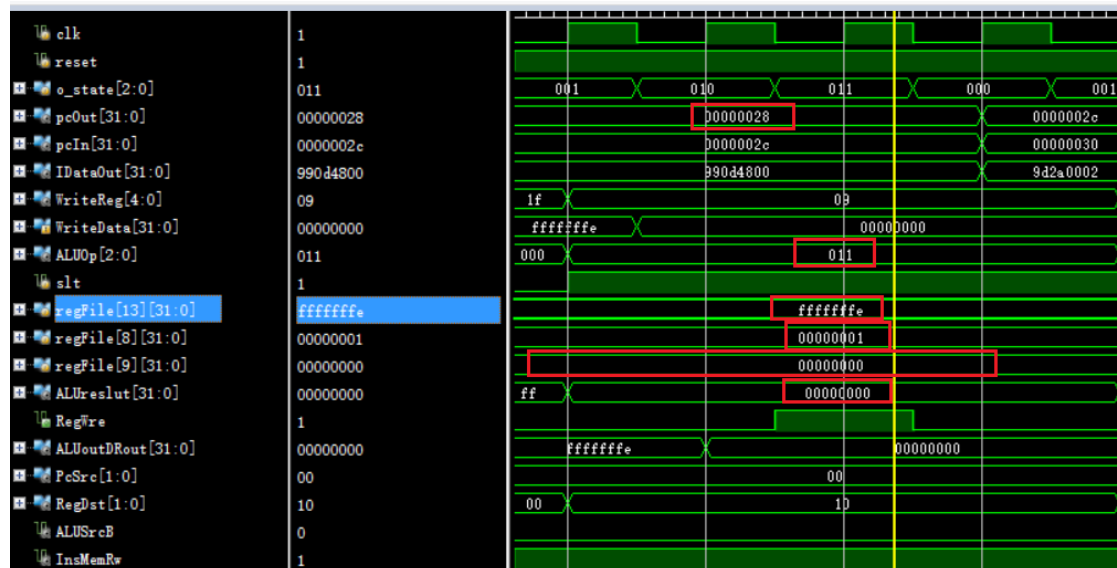 clk 1
reset 1
o_state[2:0] 011 001 010 011 000 001
pcOut[31:0] 00000028 00000028 0000002c
pcIn[31:0] 0000002c 0000002c 00000030
IDataOut[31:0] 990d4800 990d4800 9d2a0002
WriteReg[4:0] 09 1f 09
WriteData[31:0] 00000000 fffffffe 00000000
ALUOp[2:0] 011 000 011
slt 1
regFile[13][31:0] fffffffe fffffffe
regFile[8][31:0] 00000001 00000001
regFile[9][31:0] 00000000 00000000
ALUreslut[31:0] 00000000 ff 00000000
RegWre 1
ALUoutDRout[31:0] 00000000 fffffffe 00000000
PcSrc[1:0] 00 00
RegDst[1:0] 10 00 10
ALUSrcB 0
InsMemRw 1